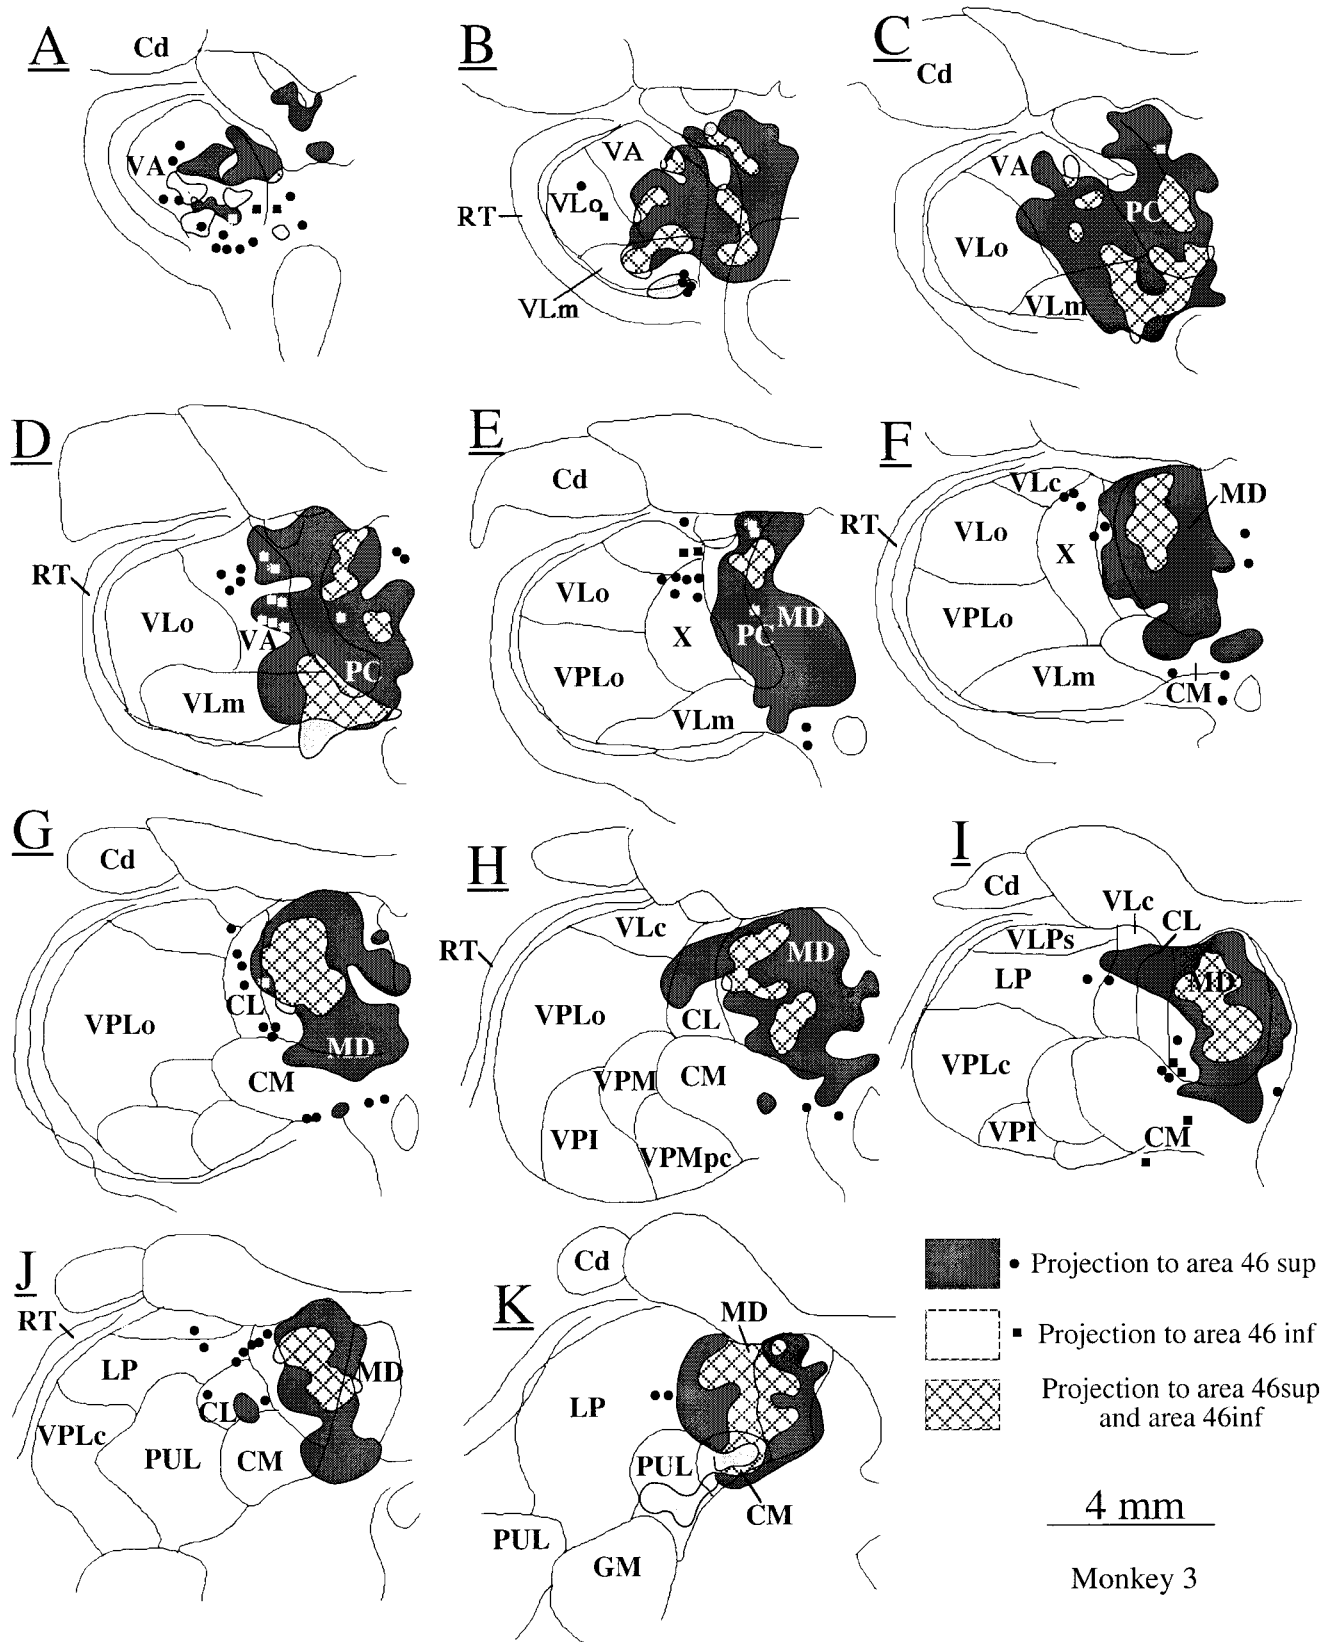 A
Cd
VA
B
VA
VLo
RT
VLm
C
Cd
VA
PC
VLo
VLm
D
RT
VLo
VA
PC
VLm
E
Cd
VLo
X
PC
MD
VPLo
VLm
F
VLc
MD
RT
VLo
X
VPLo
VLm
CM
G
Cd
CL
VPLo
MD
CM
H
RT
VLc
MD
VPLo
CL
VPM
CM
VPI
VPMpc
I
Cd
VLc
CL
VLPs
LP
MD
VPLc
VPI
CM
J
RT
LP
MD
CL
VPLc
PUL
CM
K
Cd
MD
LP
PUL
CM
PUL
GM
Projection to area 46 sup
Projection to area 46 inf
Projection to area 46sup
and area 46inf
4 mm
Monkey 3